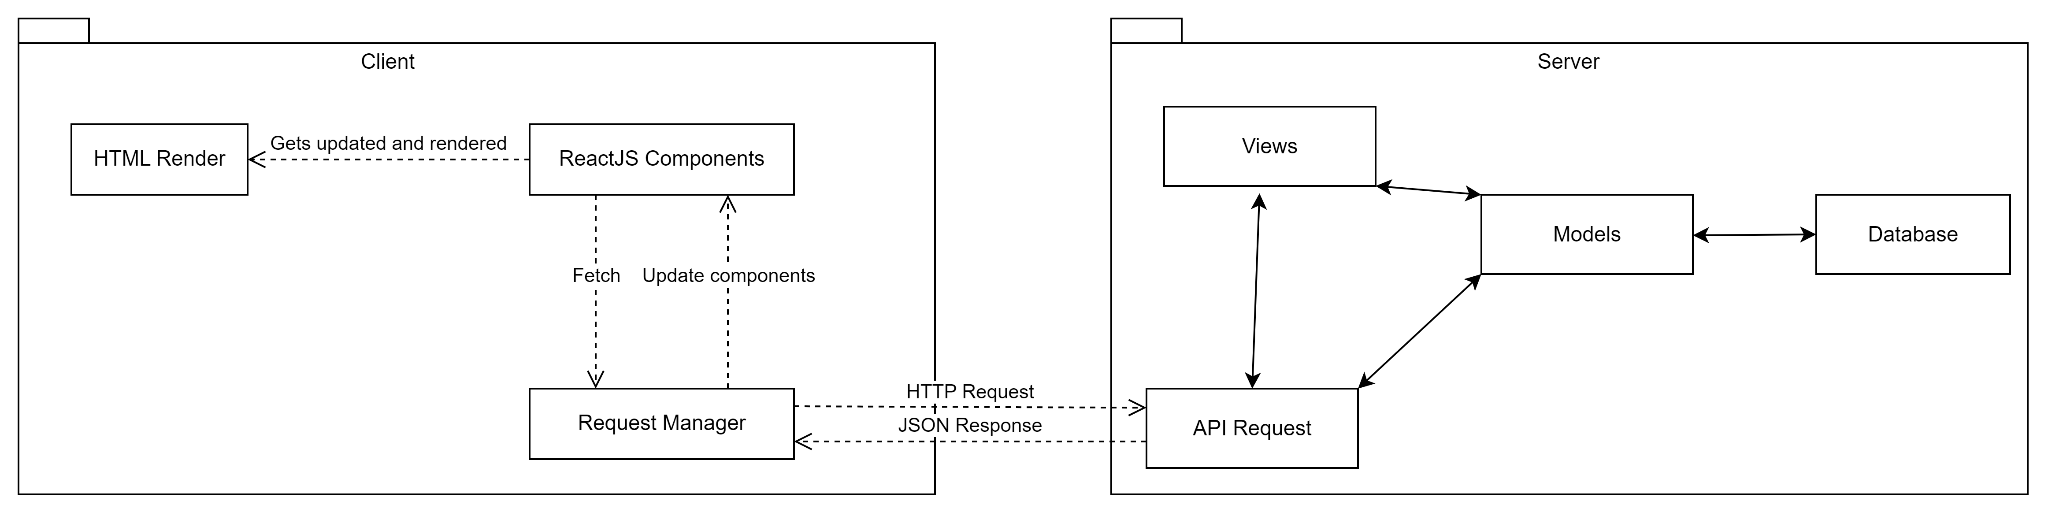 Client
HTML Render
Gets updated and rendered
ReactJS Components
Fetch
Update components
Request Manager
HTTP Request
JSON Response
Server
Views
Models
Database
API Request